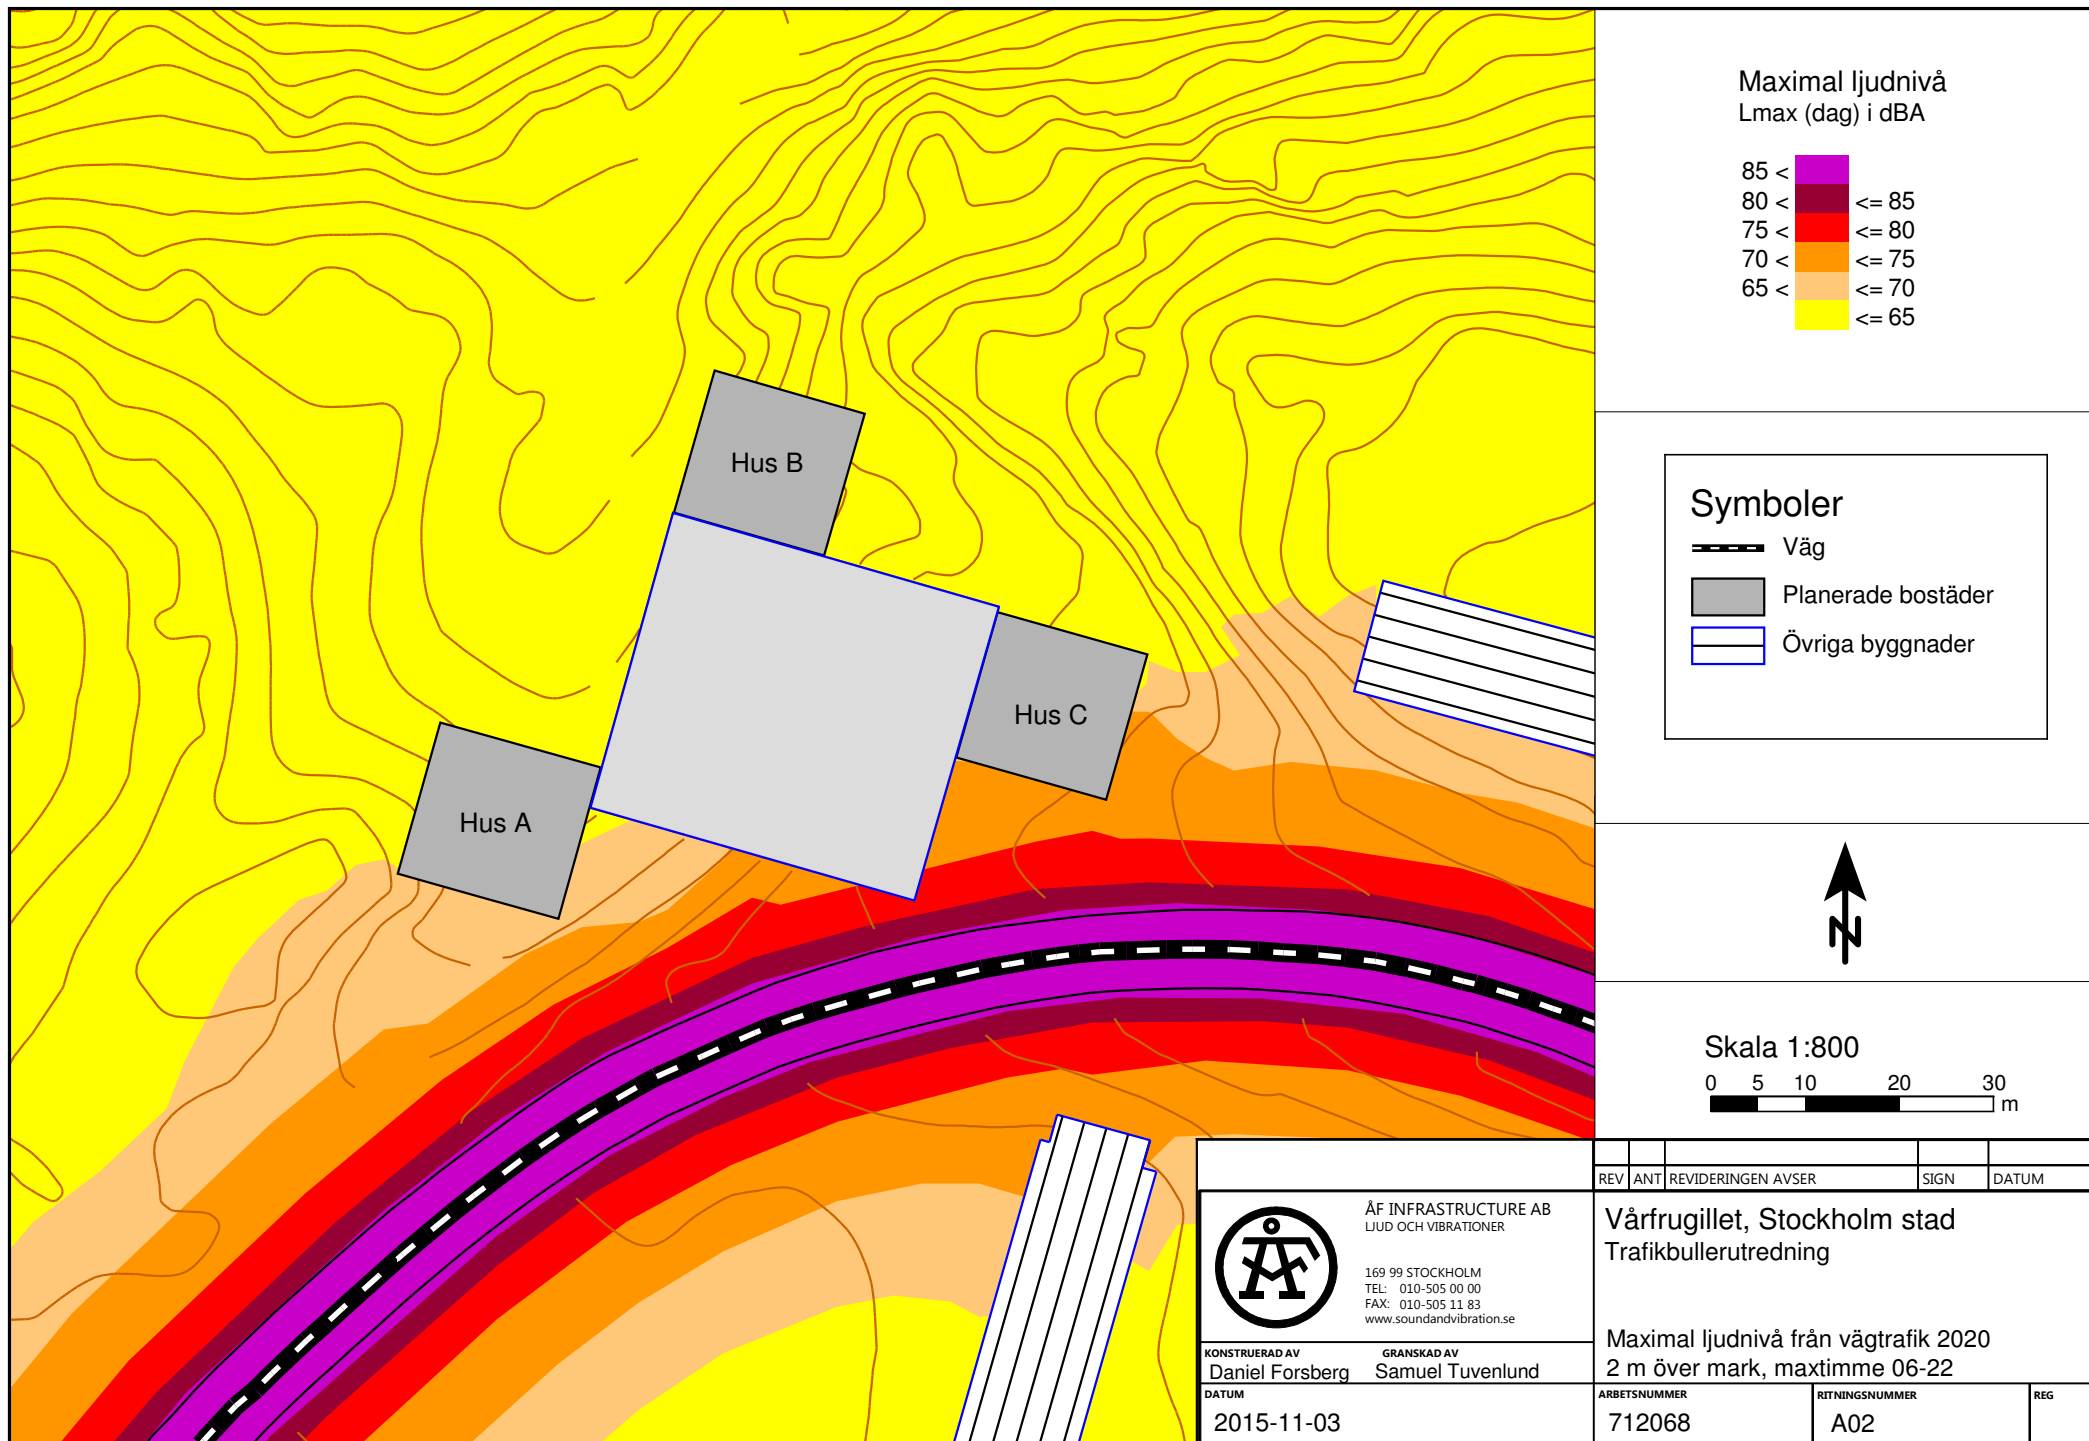 Maximal ljudnivå
Lmax (dag) i dBA
85 <
80 < <= 85
75 < <= 80
70 < <= 75
65 < <= 70
<= 65
Hus B
Hus C
Hus A
Symboler
Väg
Planerade bostäder
Övriga byggnader
N
Skala 1:800
0 5 10 20 30
m
REV ANT REVIDERINGEN AVSER SIGN DATUM
ÅF INFRASTRUCTURE AB
LJUD OCH VIBRATIONER
169 99 STOCKHOLM
TEL: 010-505 00 00
FAX: 010-505 11 83
www.soundandvibration.se
ÅF
Vårfrugillet, Stockholm stad
Trafikbullerutredning
Maximal ljudnivå från vägtrafik 2020
2 m över mark, maxtimme 06-22
KONSTRUERAD AV GRANSKAD AV
Daniel Forsberg Samuel Tuvenlund
DATUM
2015-11-03
ARBETSNUMMER RITNINGSNUMMER REG
712068 A02